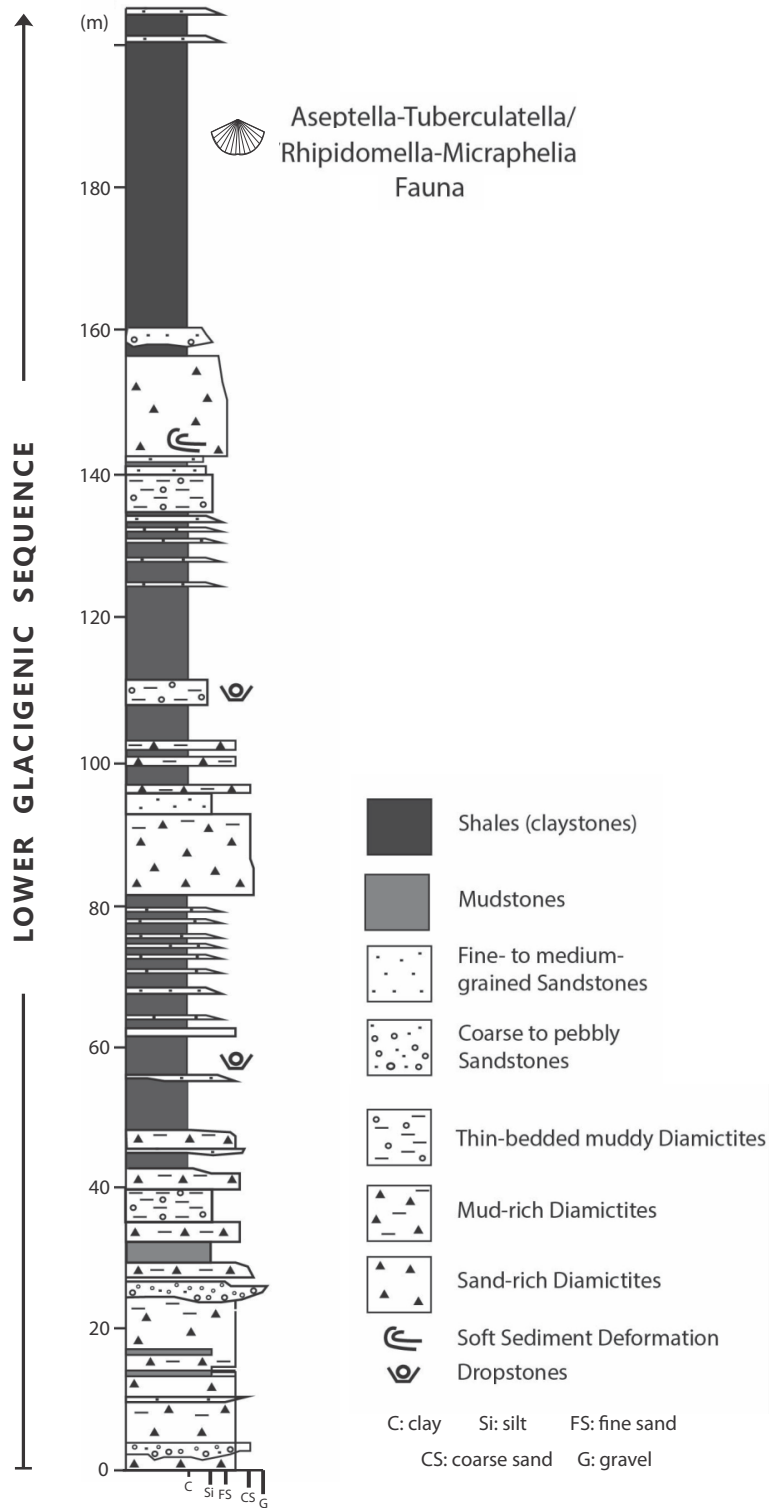 (m)
Aseptella-Tuberculatella/
Rhipidomella-Micraphelia
Fauna
180
160
140
120
100
80
60
40
20
0
C Si FS CS G
LOWER GLACIGENIC SEQUENCE
Shales (claystones)
Mudstones
Fine- to medium-
grained Sandstones
Coarse to pebbly
Sandstones
Thin-bedded muddy Diamictites
Mud-rich Diamictites
Sand-rich Diamictites
Soft Sediment Deformation
Dropstones
C: clay Si: silt FS: fine sand
CS: coarse sand G: gravel